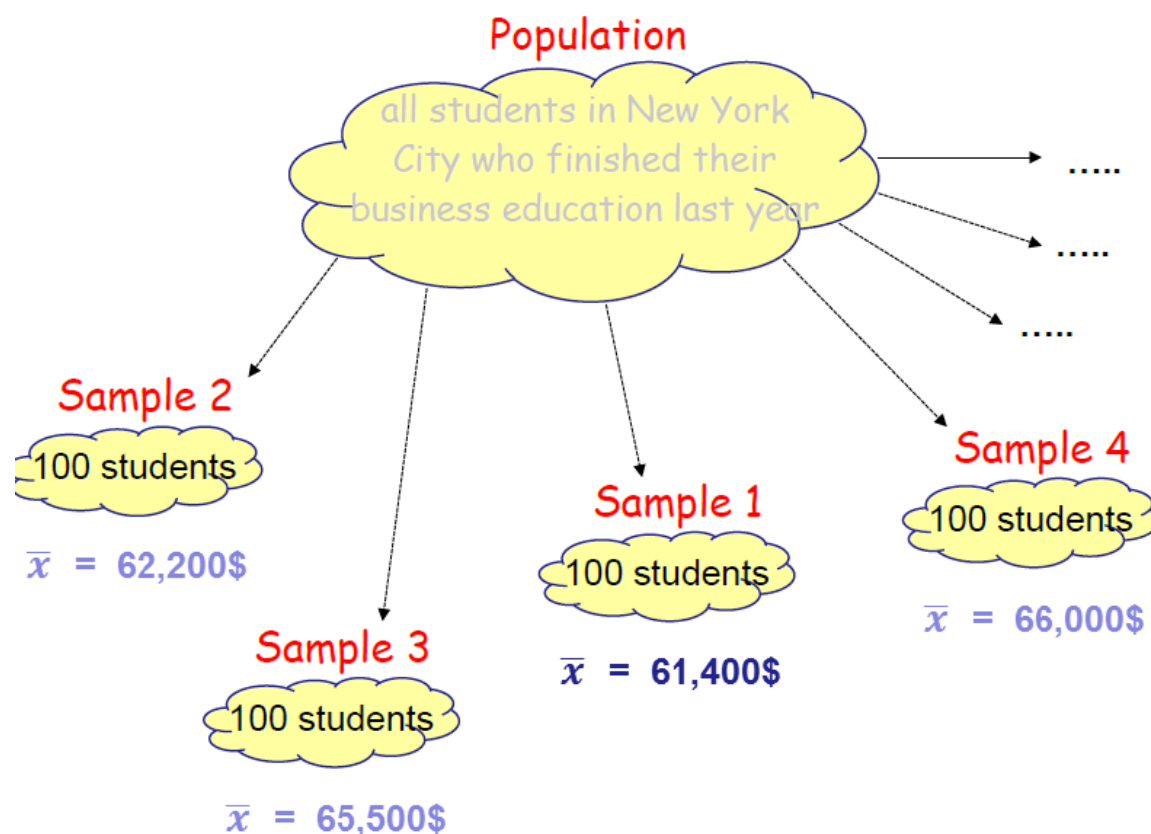 Population
all students in New York
City who finished their
business education last year
.....
.....
.....
Sample 2
100 students
x̅ = 62,200$
Sample 3
100 students
x̅ = 65,500$
Sample 1
100 students
x̅ = 61,400$
Sample 4
100 students
x̅ = 66,000$